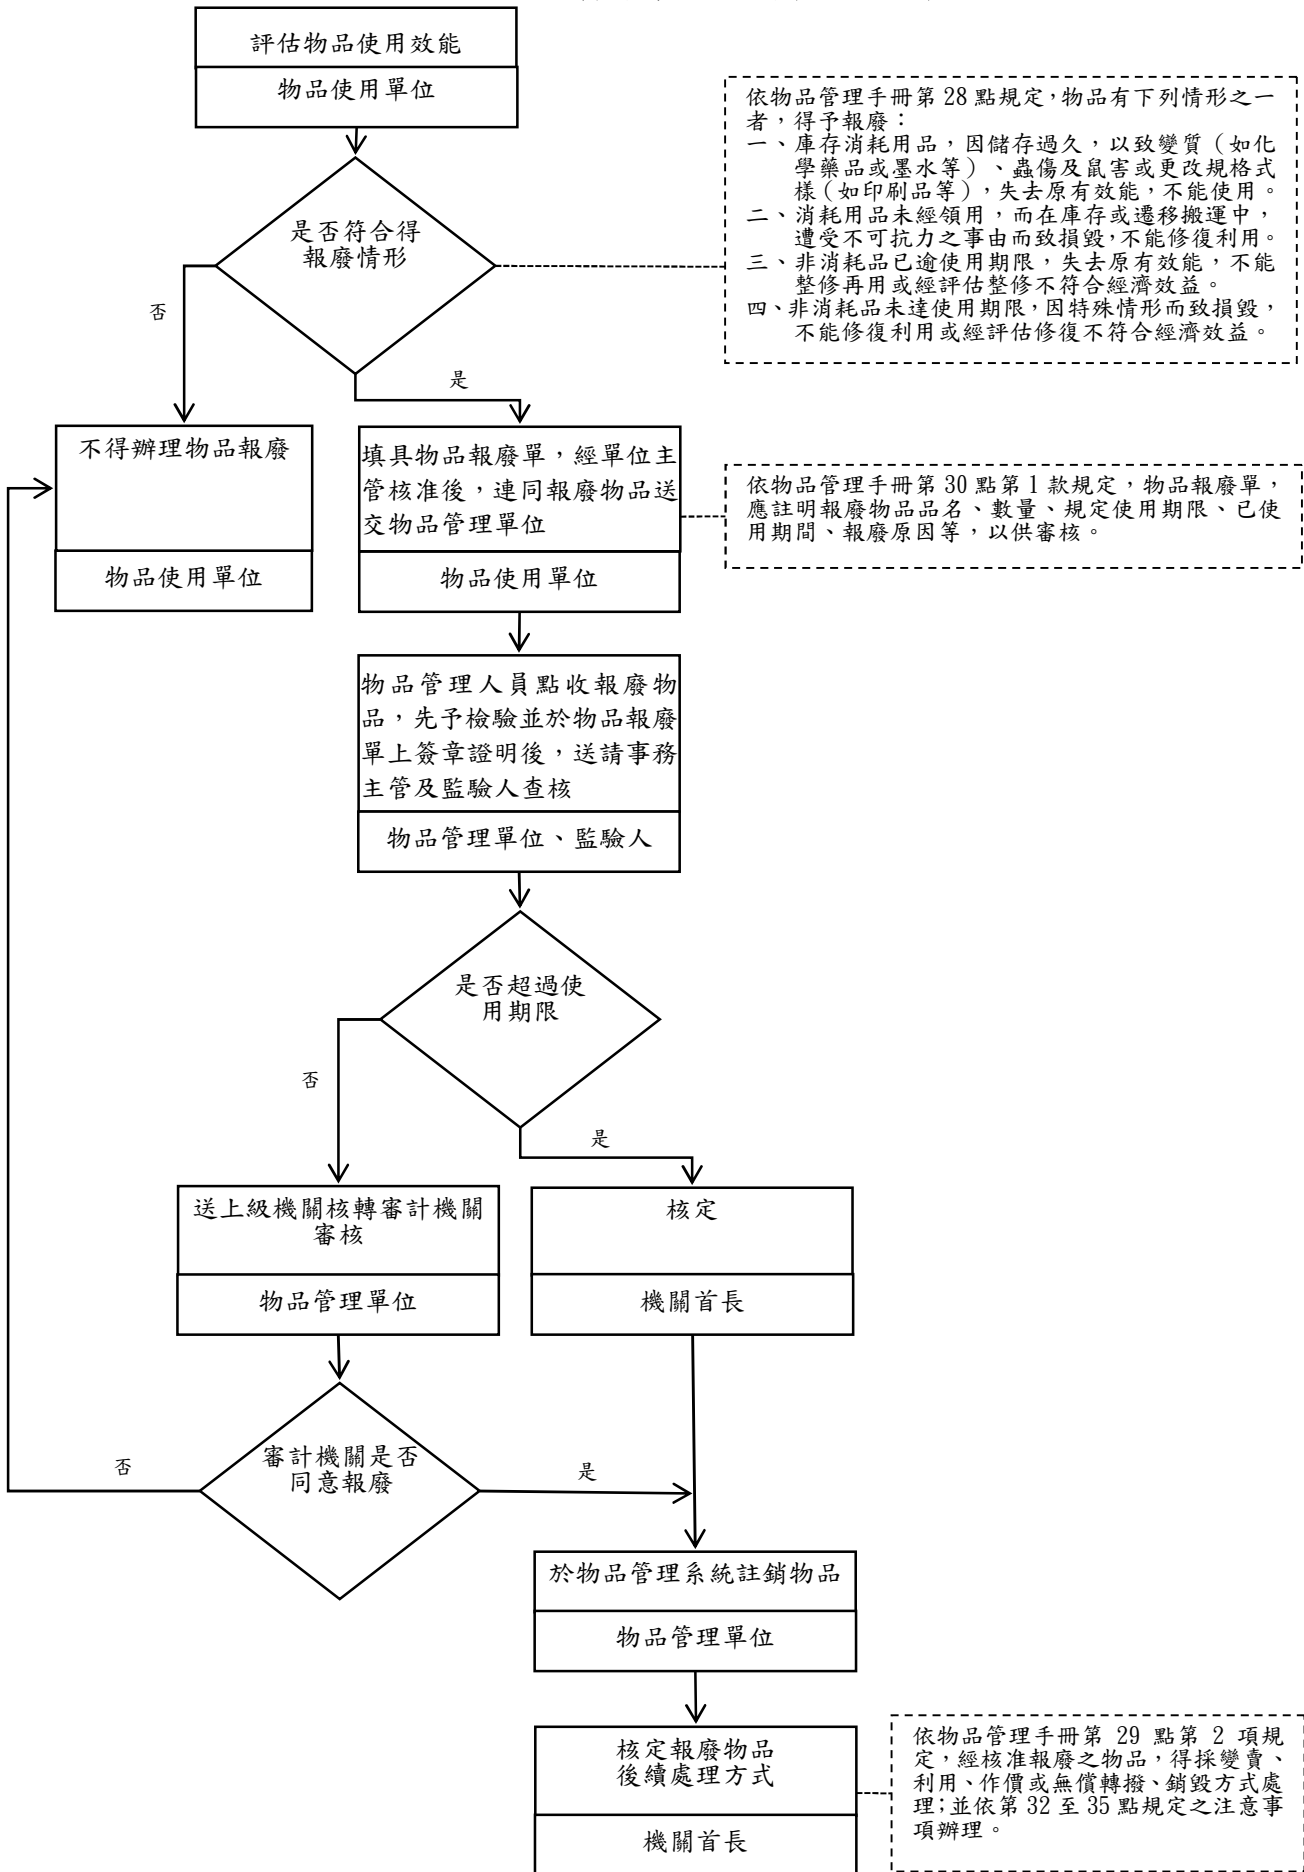 評估物品使用效能
物品使用單位
依物品管理手冊第 28 點規定,物品有下列情形之一
者,得予報廢:
一、庫存消耗用品,因儲存過久,以致變質(如化
學藥品或墨水等)、蟲傷及鼠害或更改規格式
樣(如印刷品等),失去原有效能,不能使用。
二、消耗用品未經領用,而在庫存或遷移搬運中,
遭受不可抗力之事由而致損毀,不能修復利用。
三、非消耗品已逾使用期限,失去原有效能,不能
整修再用或經評估整修不符合經濟效益。
四、非消耗品未達使用期限,因特殊情形而致損毀,
不能修復利用或經評估修復不符合經濟效益。
是否符合得
報廢情形
否
是
不得辦理物品報廢
物品使用單位
填具物品報廢單,經單位主
管核准後,連同報廢物品送
交物品管理單位
物品使用單位
依物品管理手冊第 30 點第 1 款規定,物品報廢單,
應註明報廢物品品名、數量、規定使用期限、已使
用期間、報廢原因等,以供審核。
物品管理人員點收報廢物
品,先予檢驗並於物品報廢
單上簽章證明後,送請事務
主管及監驗人查核
物品管理單位、監驗人
是否超過使
用期限
否
是
送上級機關核轉審計機關
審核
物品管理單位
核定
機關首長
審計機關是否
同意報廢
否
是
於物品管理系統註銷物品
物品管理單位
核定報廢物品
後續處理方式
機關首長
依物品管理手冊第 29 點第 2 項規
定,經核准報廢之物品,得採變賣、
利用、作價或無償轉撥、銷毀方式處
理;並依第 32 至 35 點規定之注意事
項辦理。